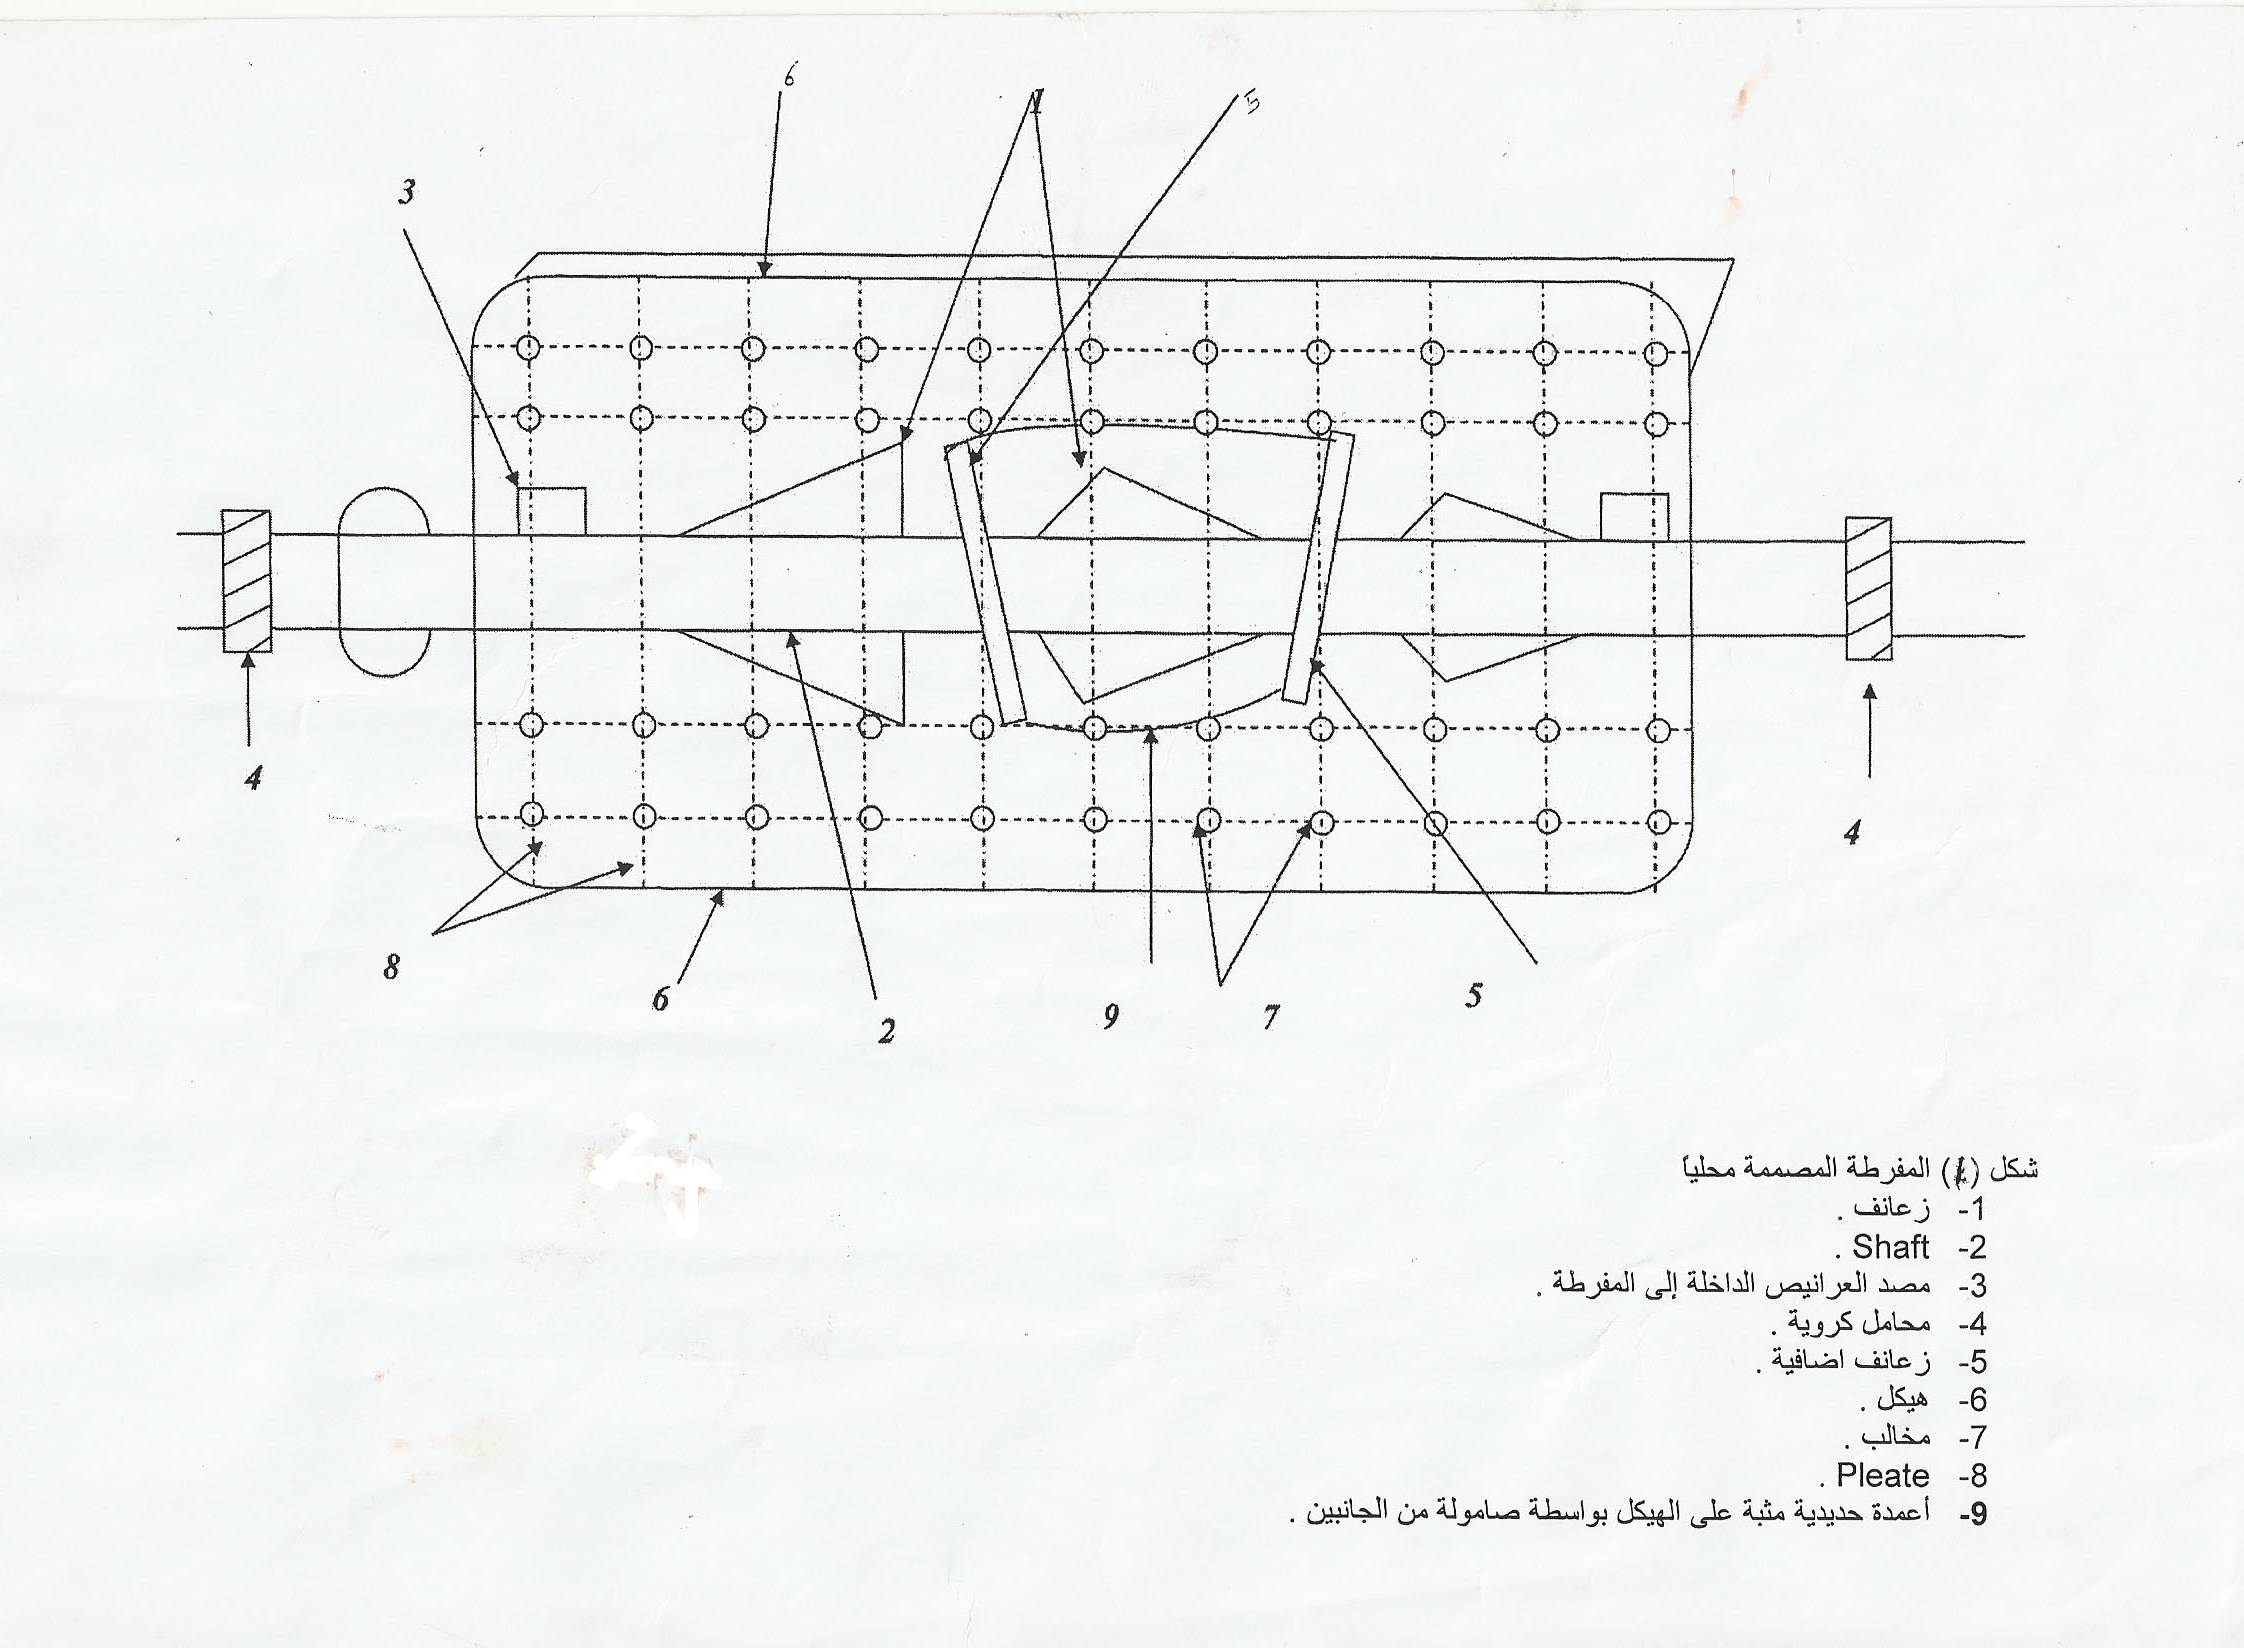 6
1
5
3
4
4
8
6
2
9
7
5
شكل (1) المفرطة المصممة محلياً
1- زعانف .
2- Shaft .
3- مصد العرانيص الداخلة إلى المفرطة .
4- محامل كروية .
5- زعانف اضافية .
6- هيكل .
7- مخالب .
8- Pleate .
9- أعمدة حديدية مثبة على الهيكل بواسطة صامولة من الجانبين .